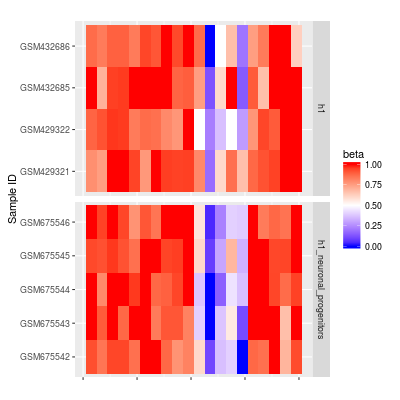 Sample ID
GSM432686
GSM432685
GSM429322
GSM429321
h1
GSM675546
GSM675545
GSM675544
GSM675543
GSM675542
h1_neuronal_progenitors
beta
1.00
0.75
0.50
0.25
0.00